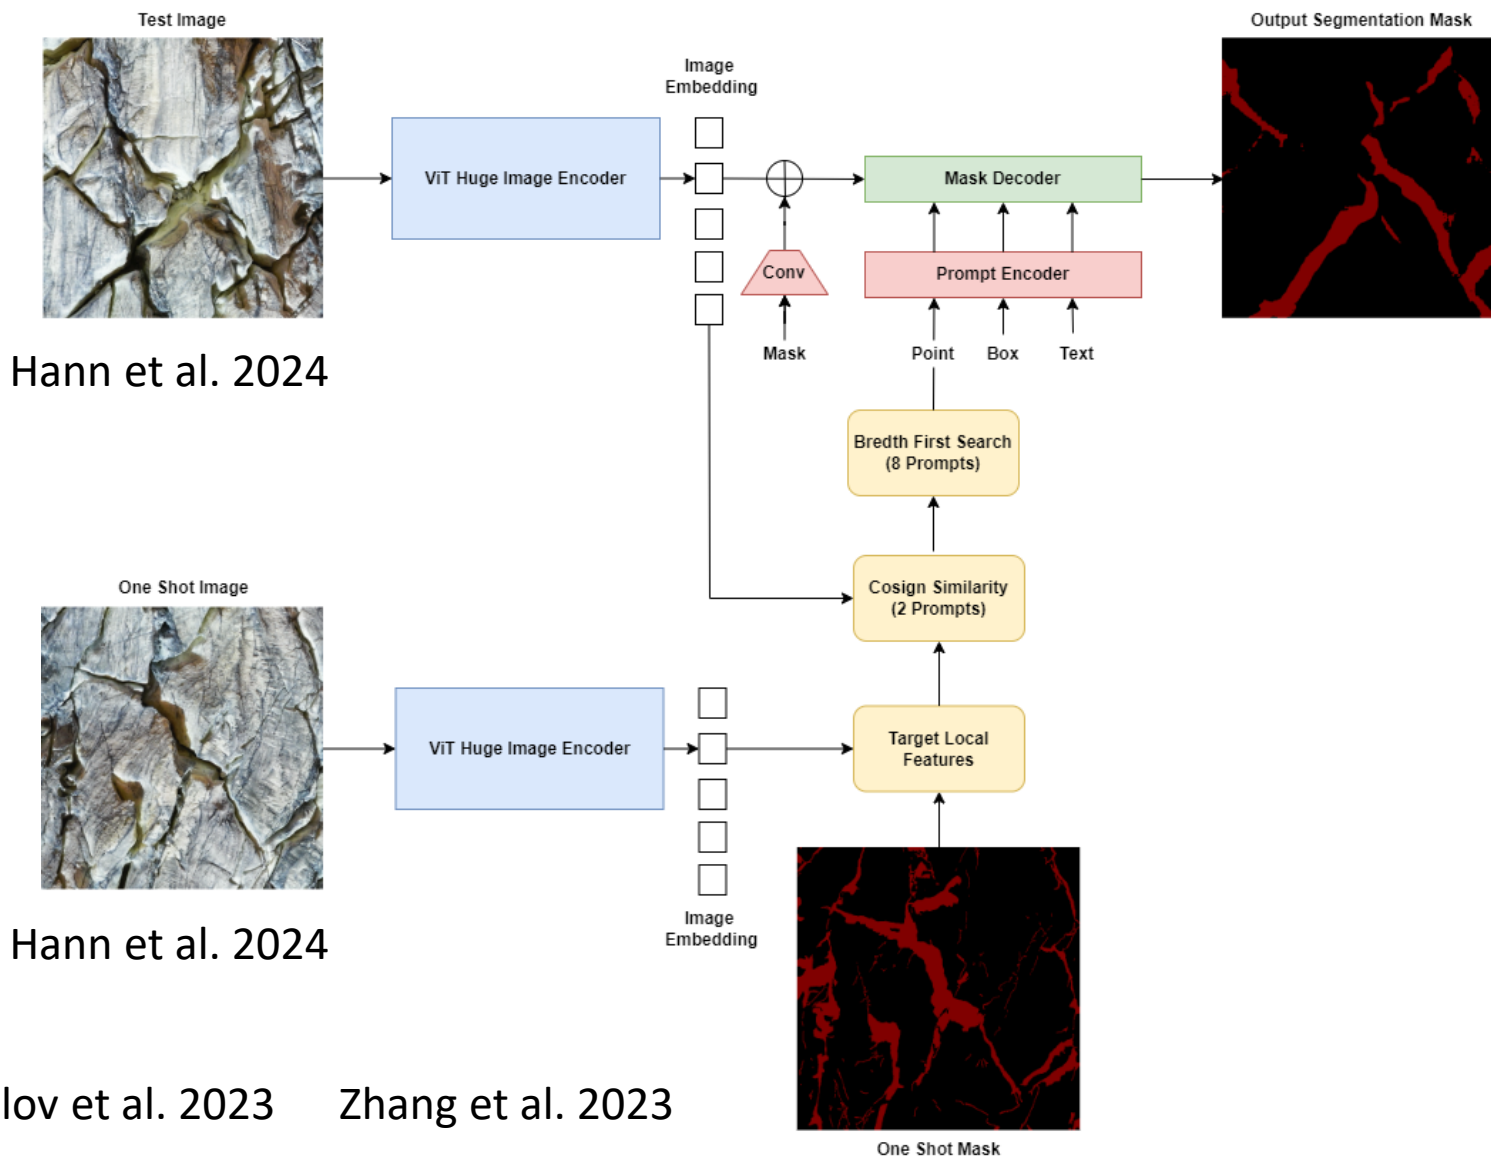 Test Image
Output Segmentation Mask
Image
Embedding
ViT Huge Image Encoder
Mask Decoder
Conv
Prompt Encoder
Mask
Point
Box
Text
Hann et al. 2024
Bredth First Search
(8 Prompts)
One Shot Image
Cosign Similarity
(2 Prompts)
ViT Huge Image Encoder
Target Local
Features
Image
Embedding
Hann et al. 2024
lov et al. 2023
Zhang et al. 2023
One Shot Mask